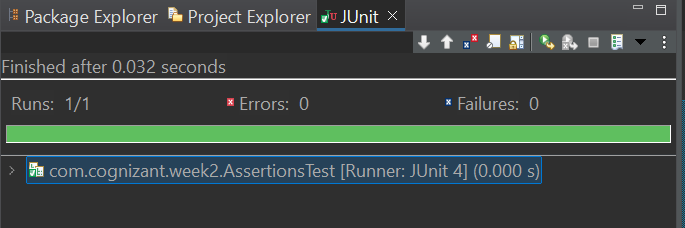 Package Explorer Project Explorer JUnit
Finished after 0.032 seconds
Runs: 1/1 Errors: 0 Failures: 0
com.cognizant.week2.AssertionsTest [Runner: JUnit 4] (0.000 s)